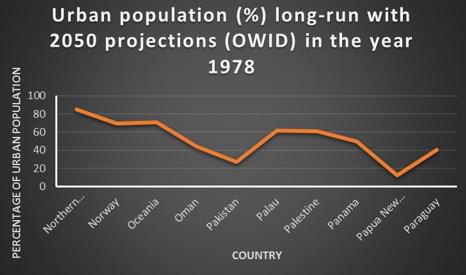 Urban population (%) long-run with
2050 projections (OWID) in the year
1978
PERCENTAGE OF URBAN POPULATION
100
80
60
40
20
0
Northern...
Norway
Oceania
Oman
Pakistan
Palau
Palestine
Panama
Papua New...
Paraguay
COUNTRY